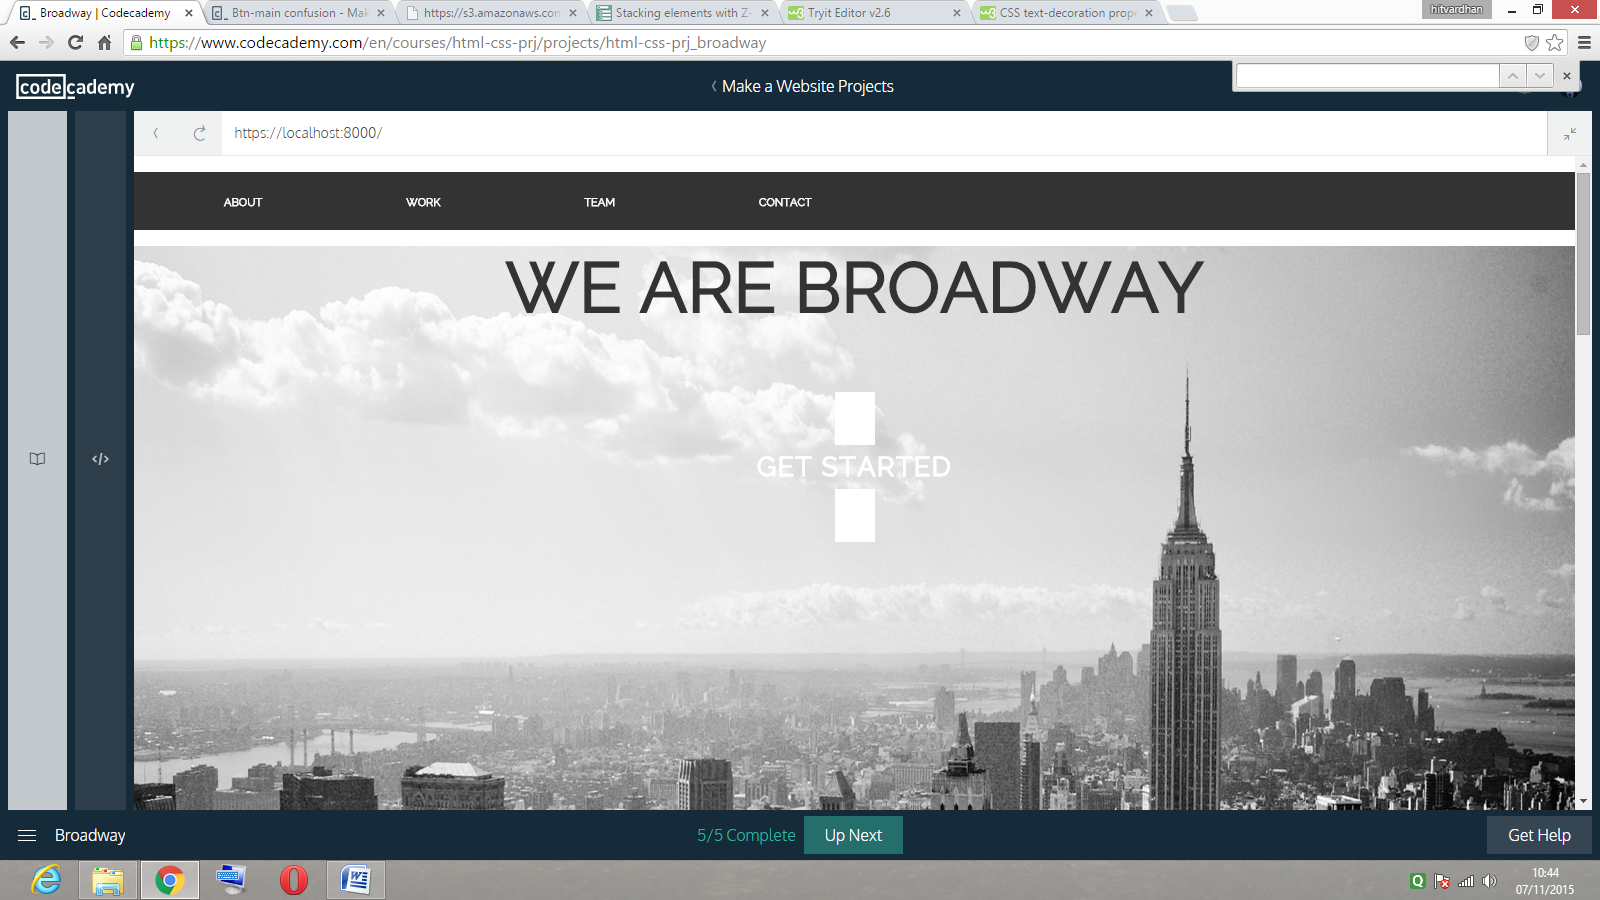 Broadway | Codecademy
Btn-main confusion - Mak
https://s3.amazonaws.com
Stacking elements with Z-
Tryit Editor v2.6
CSS text-decoration prope
hitvardhan
https://www.codecademy.com/en/courses/html-css-prj/projects/html-css-prj_broadway
codecademy
Make a Website Projects
https://localhost:8000/
ABOUT
WORK
TEAM
CONTACT
WE ARE BROADWAY
GET STARTED
Broadway
5/5 Complete
Up Next
Get Help
10:44
07/11/2015